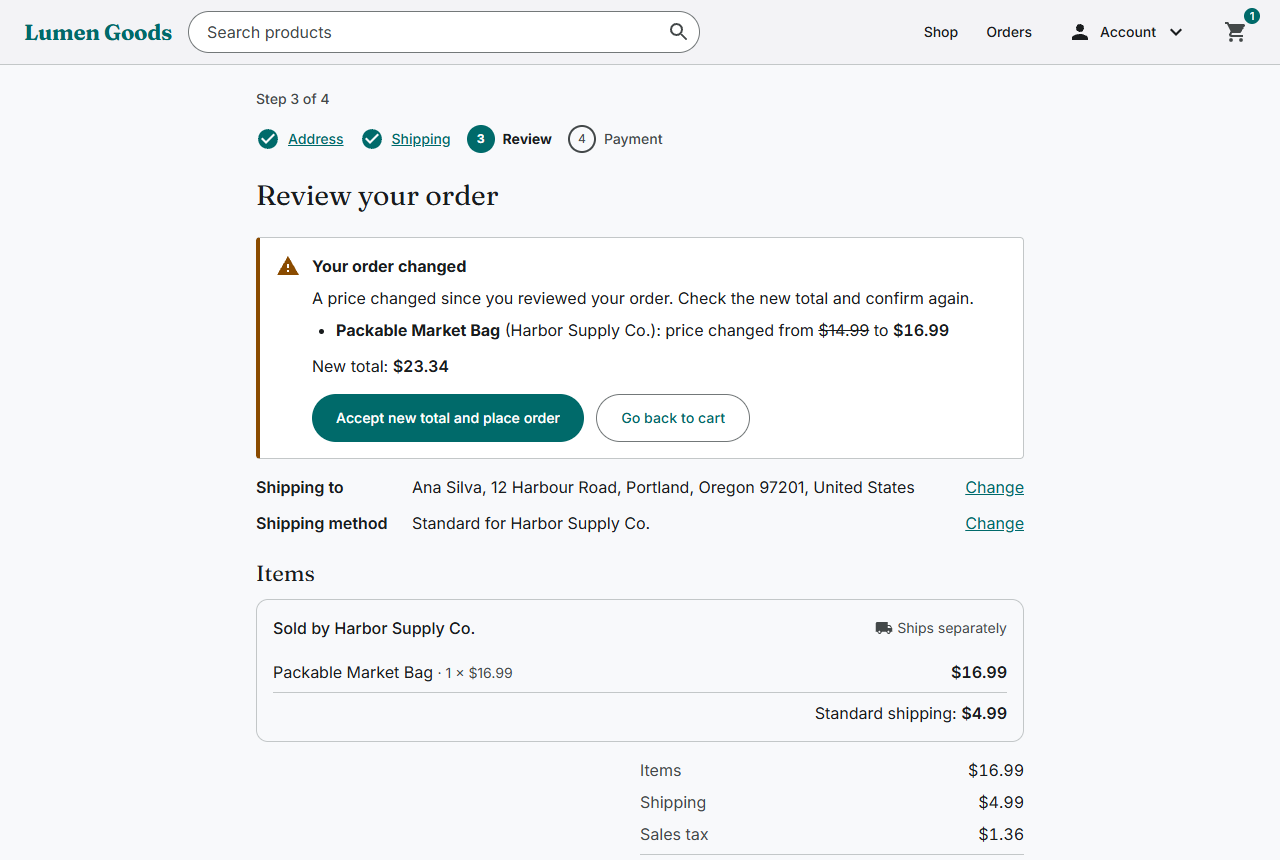 Lumen Goods
Search products
Shop
Orders
Account
1
Step 3 of 4
Address
Shipping
3
Review
4
Payment
Review your order
Your order changed
A price changed since you reviewed your order. Check the new total and confirm again.
• Packable Market Bag (Harbor Supply Co.): price changed from $14.99 to $16.99
New total: $23.34
Accept new total and place order
Go back to cart
Shipping to
Ana Silva, 12 Harbour Road, Portland, Oregon 97201, United States
Change
Shipping method
Standard for Harbor Supply Co.
Change
Items
Sold by Harbor Supply Co.
Ships separately
Packable Market Bag · 1 × $16.99
$16.99
Standard shipping: $4.99
Items
$16.99
Shipping
$4.99
Sales tax
$1.36